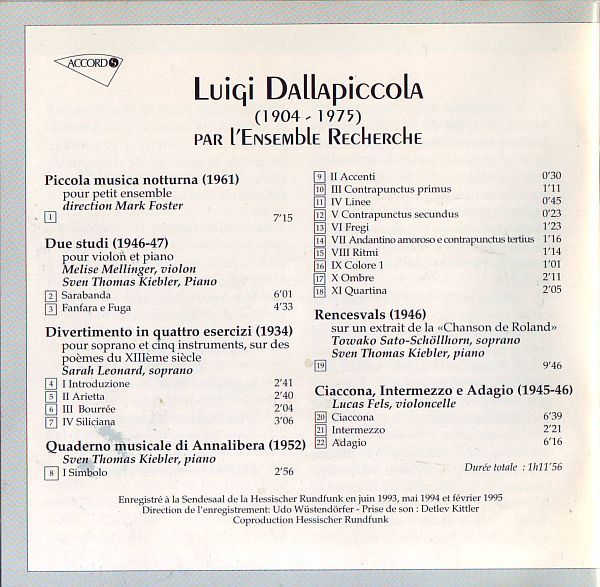 ACCORD
Luigi Dallapiccola
(1904 - 1975)
par l'Ensemble Recherche
Piccola musica notturna (1961)
pour petit ensemble
direction Mark Foster
1 7'15
Due studi (1946-47)
pour violon et piano
Melise Mellinger, violon
Sven Thomas Kiebler, Piano
2 Sarabanda 6'01
3 Fanfara e Fuga 4'33
Divertimento in quattro esercizi (1934)
pour soprano et cinq instruments, sur des
poèmes du XIIIème siècle
Sarah Leonard, soprano
4 I Introduzione 2'41
5 II Arietta 2'40
6 III Bourrée 2'04
7 IV Siliciana 3'06
Quaderno musicale di Annalibera (1952)
Sven Thomas Kiebler, piano
8 I Simbolo 2'56
9 II Accenti 0'30
10 III Contrapunctus primus 1'11
11 IV Linee 0'45
12 V Contrapunctus secundus 0'23
13 VI Fregi 1'23
14 VII Andantino amoroso e contrapunctus tertius 1'16
15 VIII Ritmi 1'14
16 IX Colore 1 1'01
17 X Ombre 2'11
18 XI Quartina 2'05
Rencesvals (1946)
sur un extrait de la «Chanson de Roland»
Towako Sato-Schöllhorn, soprano
Sven Thomas Kiebler, piano
19 9'46
Ciaccona, Intermezzo e Adagio (1945-46)
Lucas Fels, violoncelle
20 Ciaccona 6'39
21 Intermezzo 2'21
22 Adagio 6'16
Durée totale : 1h11'56
Enregistré à la Sendesaal de la Hessischer Rundfunk en juin 1993, mai 1994 et février 1995
Direction de l'enregistrement: Udo Wüstendörfer - Prise de son : Detlev Kittler
Coproduction Hessischer Rundfunk